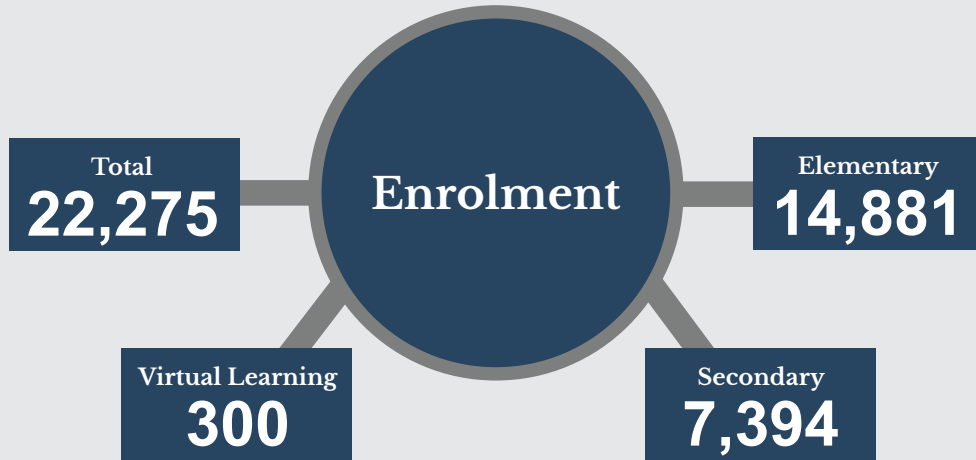 Enrolment
Total
22,275
Elementary
14,881
Virtual Learning
300
Secondary
7,394